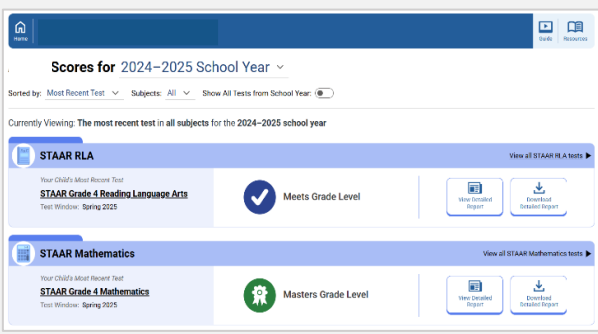 Home
Guide
Resources
Scores for 2024–2025 School Year
Sorted by: Most Recent Test Subjects: All Show All Tests from School Year:
Currently Viewing: The most recent test in all subjects for the 2024–2025 school year
STAAR RLA
View all STAAR RLA tests
Your Child's Most Recent Test
STAAR Grade 4 Reading Language Arts
Test Window: Spring 2025
Meets Grade Level
View Detailed
Report
Download
Detailed Report
STAAR Mathematics
View all STAAR Mathematics tests
Your Child's Most Recent Test
STAAR Grade 4 Mathematics
Test Window: Spring 2025
Masters Grade Level
View Detailed
Report
Download
Detailed Report